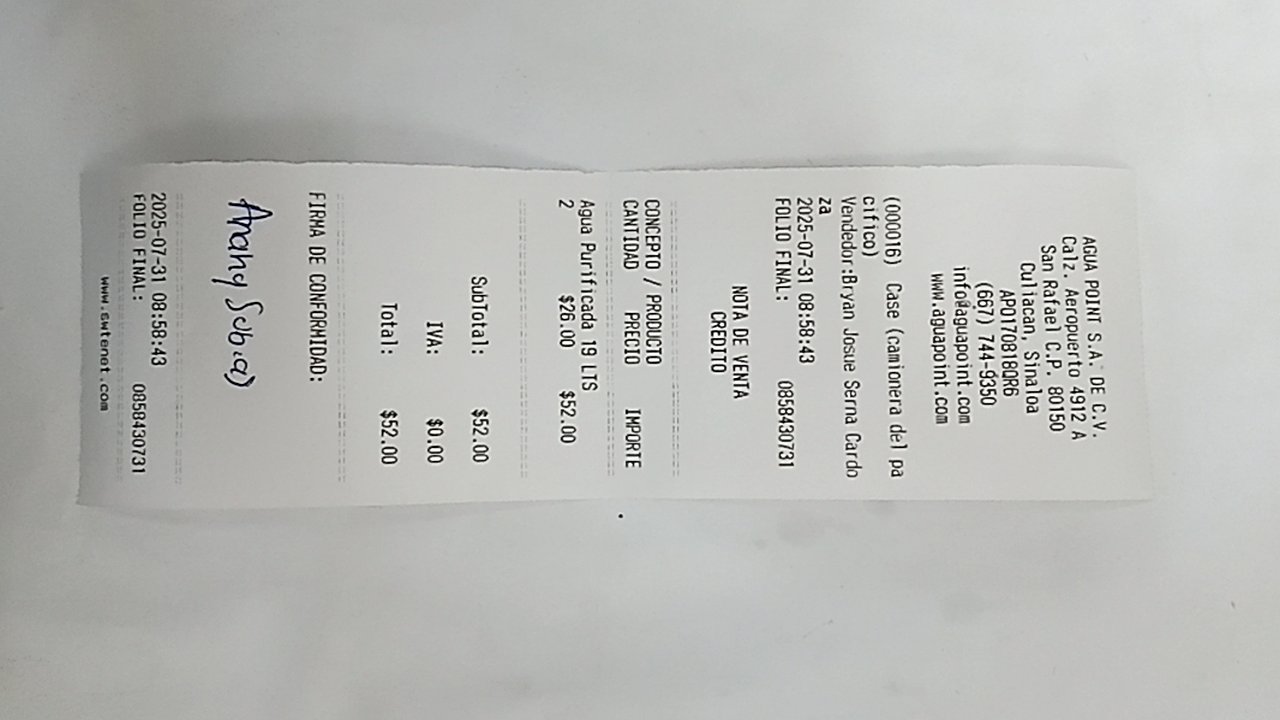 AGUA POINT S.A. DE C.V.
Calz. Aeropuerto 4912 A
San Rafael C.P. 80150
Culiacan, Sinaloa
APO170818QR6
(667) 744-9350
info@aguapoint.com
www.aguapoint.com
(000016) Case (camionera del pa
cifico)
Vendedor:Bryan Josue Serna Cardo
za
2025-07-31 08:58:43
FOLIO FINAL: 0858430731
NOTA DE VENTA
CREDITO
CONCEPTO / PRODUCTO
CANTIDAD PRECIO IMPORTE
Agua Purificada 19 LTS
2 $26.00 $52.00
SubTotal: $52.00
IVA: $0.00
Total: $52.00
FIRMA DE CONFORMIDAD:
2025-07-31 08:58:43
FOLIO FINAL: 0858430731
www.ewtenet.com